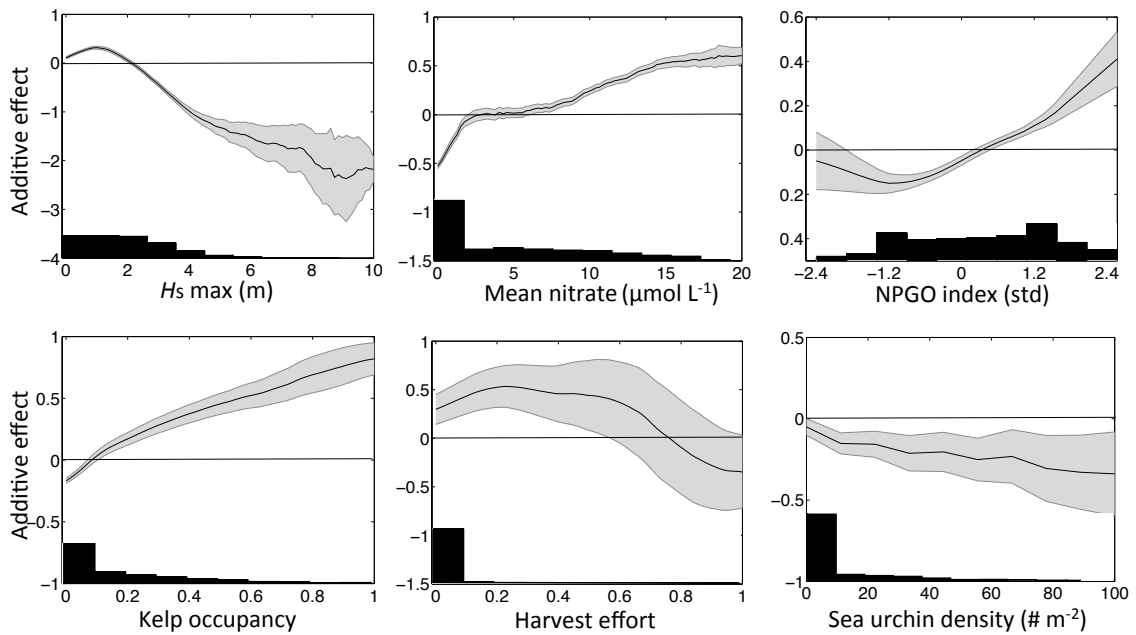 Additive effect
1
0
−1
−2
−3
−4
0 2 4 6 8 10
Hs max (m)
1
0.5
0
−0.5
−1
−1.5
0 5 10 15 20
Mean nitrate (μmol L-1)
0.6
0.4
0.2
0
0.2
0.4
−2.4 −1.2 0 1.2 2.4
NPGO index (std)
Additive effect
1
0.5
0
−0.5
−1
0 0.2 0.4 0.6 0.8 1
Kelp occupancy
1
0.5
0
−0.5
−1
−1.5
0 0.2 0.4 0.6 0.8 1
Harvest effort
0.5
0
−0.5
−1
0 20 40 60 80 100
Sea urchin density (# m-2)